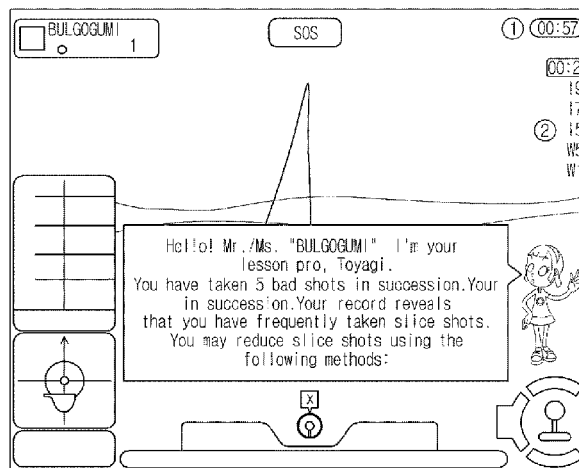 BULGOGUMI
1
SOS
① 00:57
00:2
②
Hello! Mr./Ms. "BULGOGUMI" I'm your
lesson pro, Toyagi.
You have taken 5 bad shots in succession.Your
in succession.Your record reveals
that you have frequently taken slice shots.
You may reduce slice shots using the
following methods:
X